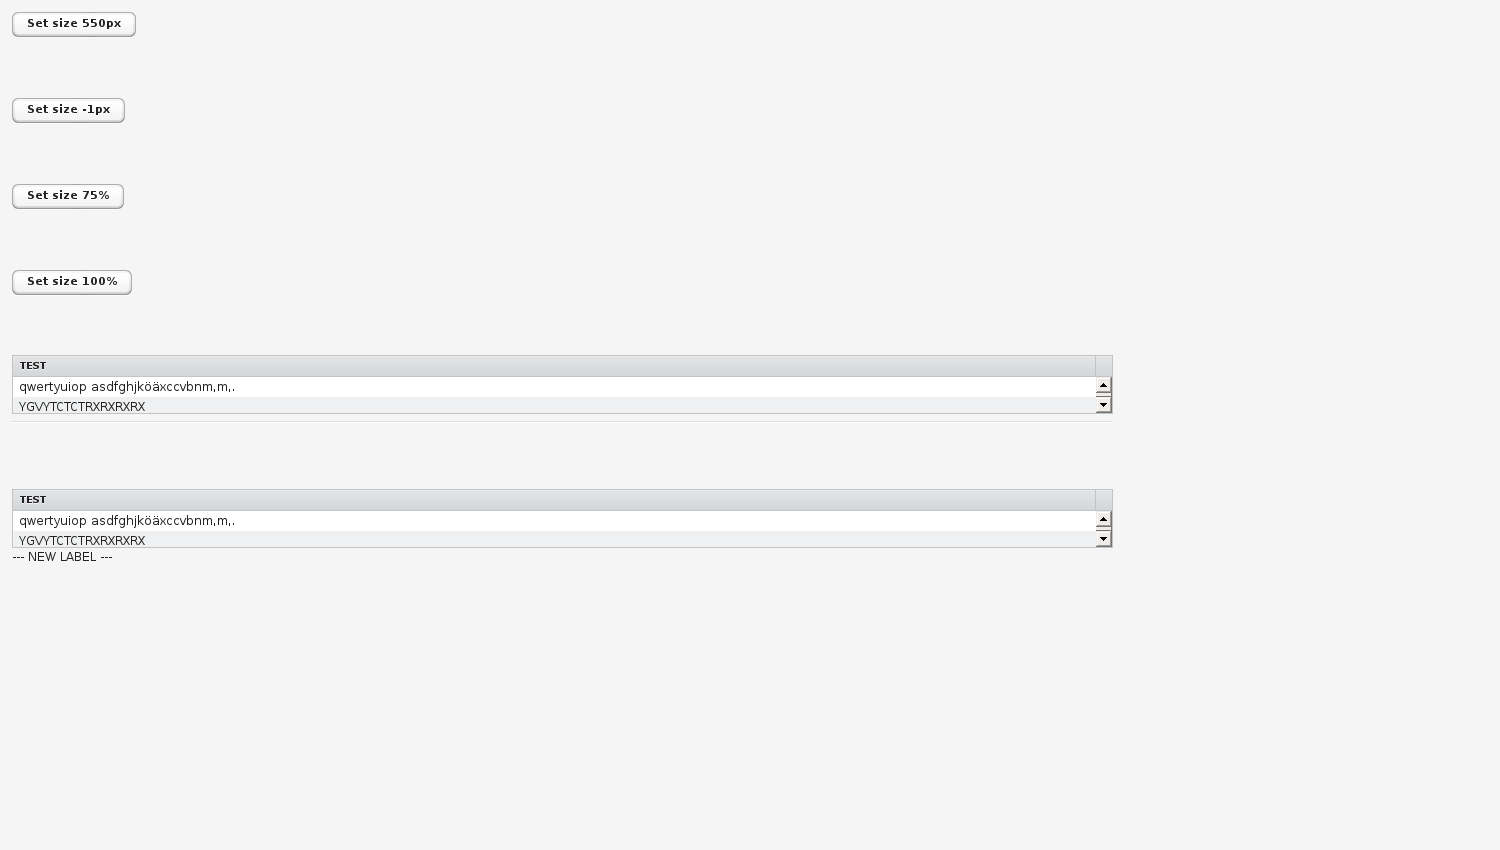 Set size 550px
Set size -1px
Set size 75%
Set size 100%
TEST
qwertyuiop asdfghjköäxccvbnm,m,.
YGVYTCTCTRXRXRXRX
TEST
qwertyuiop asdfghjköäxccvbnm,m,.
YGVYTCTCTRXRXRXRX
--- NEW LABEL ---